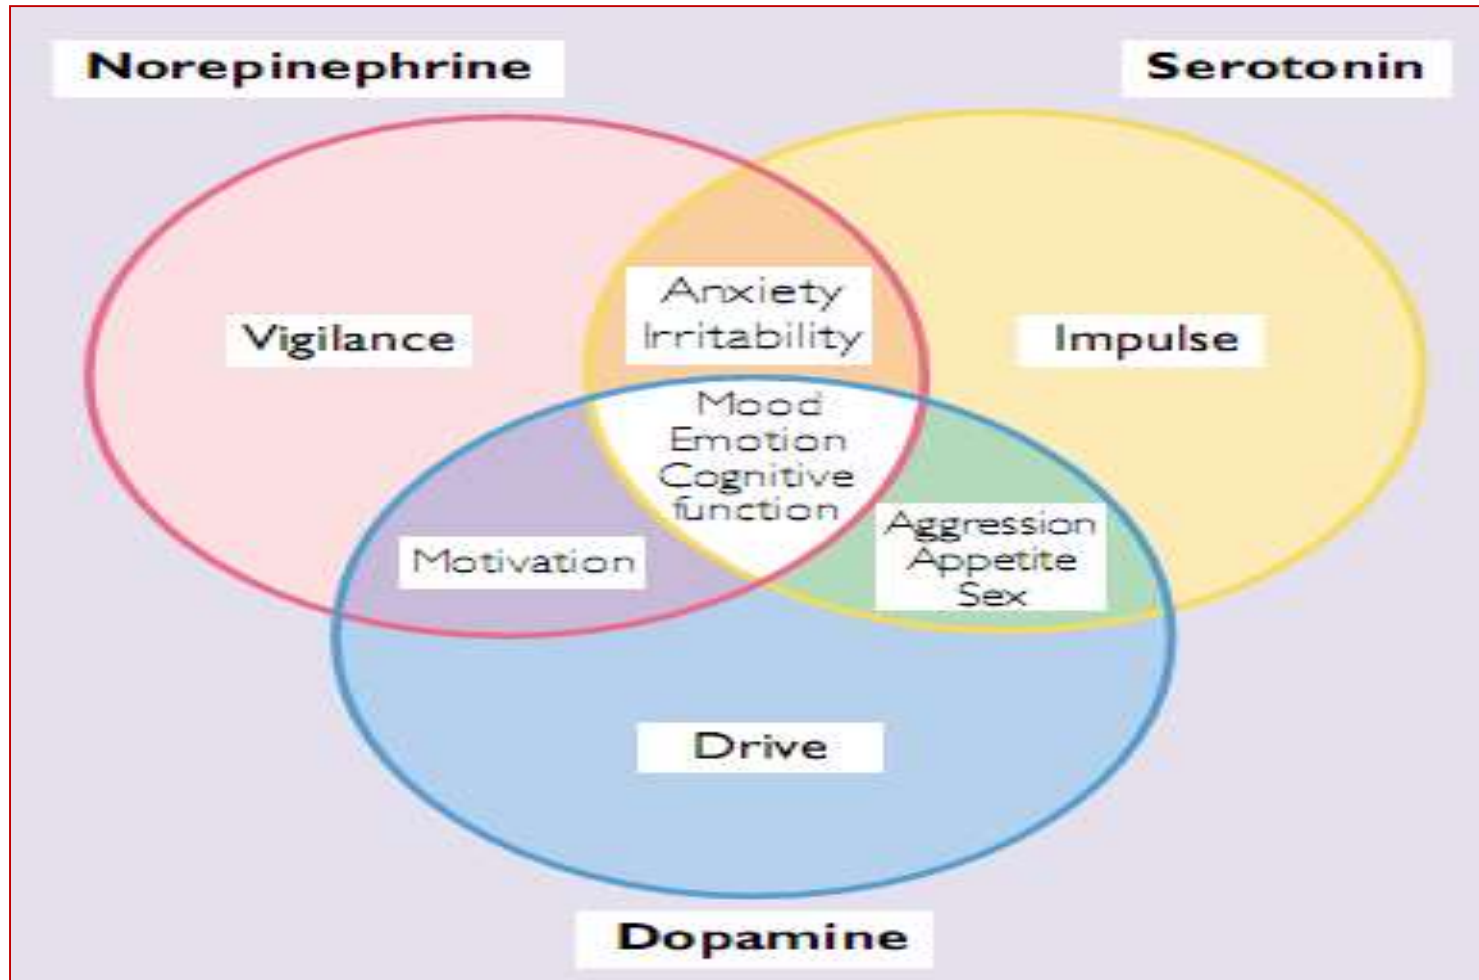 Norepinephrine
Serotonin
Anxiety
Irritability
Vigilance
Impulse
Mood
Emotion
Cognitive
function
Aggression
Appetite
Sex
Motivation
Drive
Dopamine